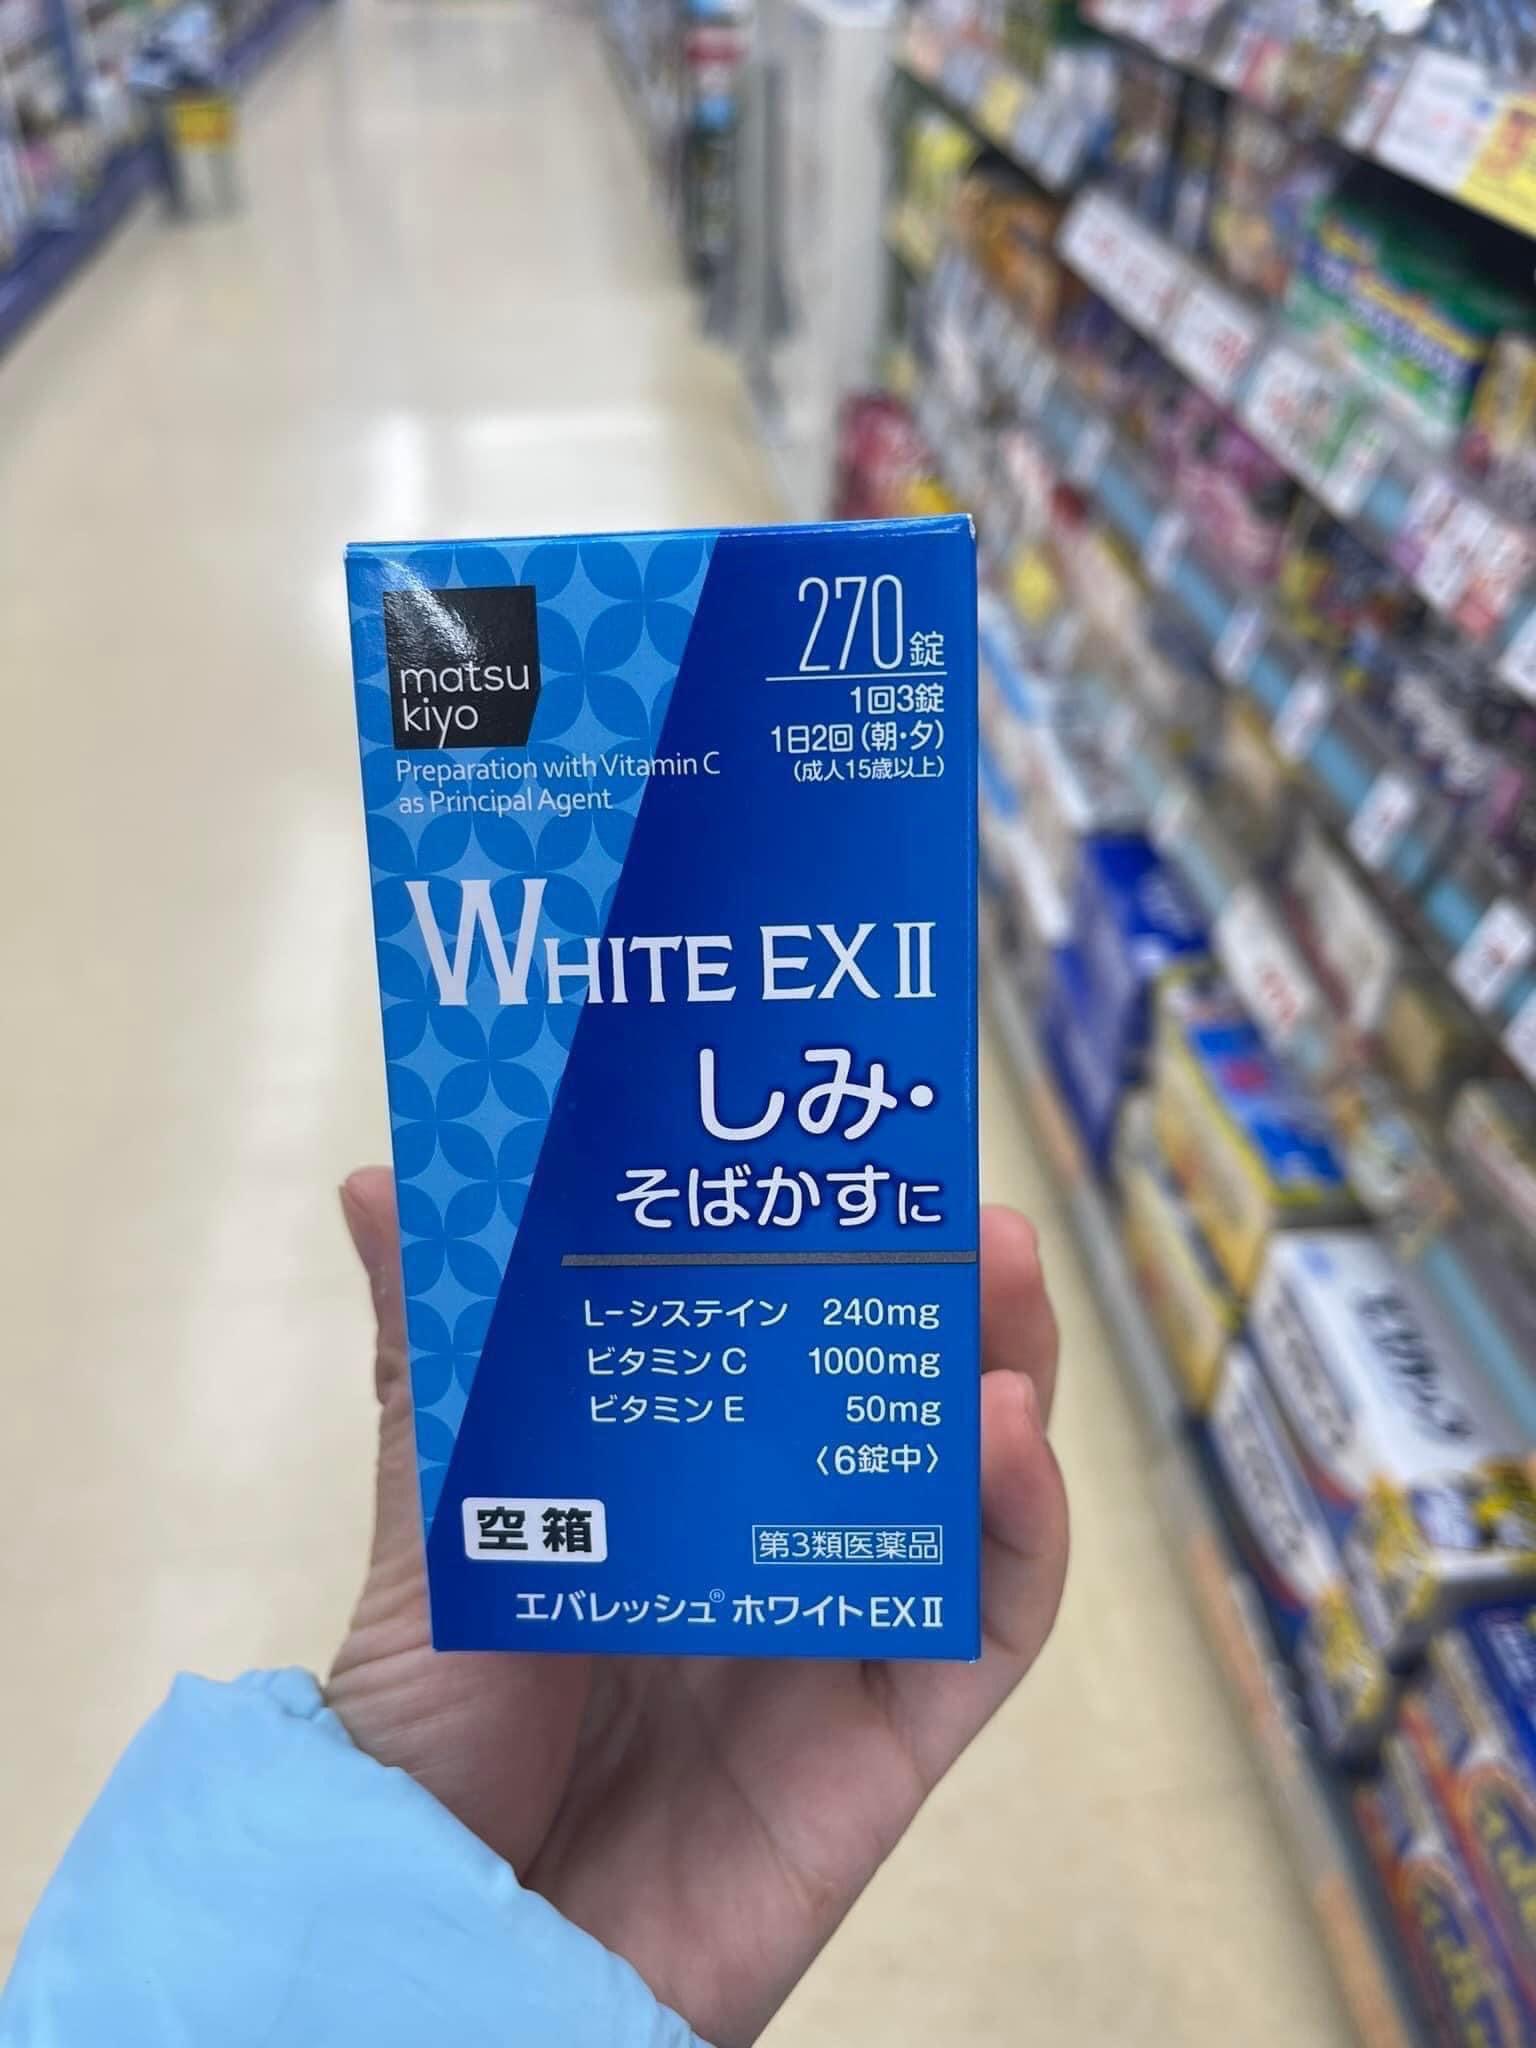 matsu
kiyo
Preparation with Vitamin C
as Principal Agent
270錠
1回3錠
1日2回(朝・夕)
(成人15歳以上)
WHITE EX Ⅱ
しみ・
そばかすに
L-システイン 240mg
ビタミンC 1000mg
ビタミンE 50mg
〈6錠中〉
空箱
第3類医薬品
エバレッシュ® ホワイトEXⅡ